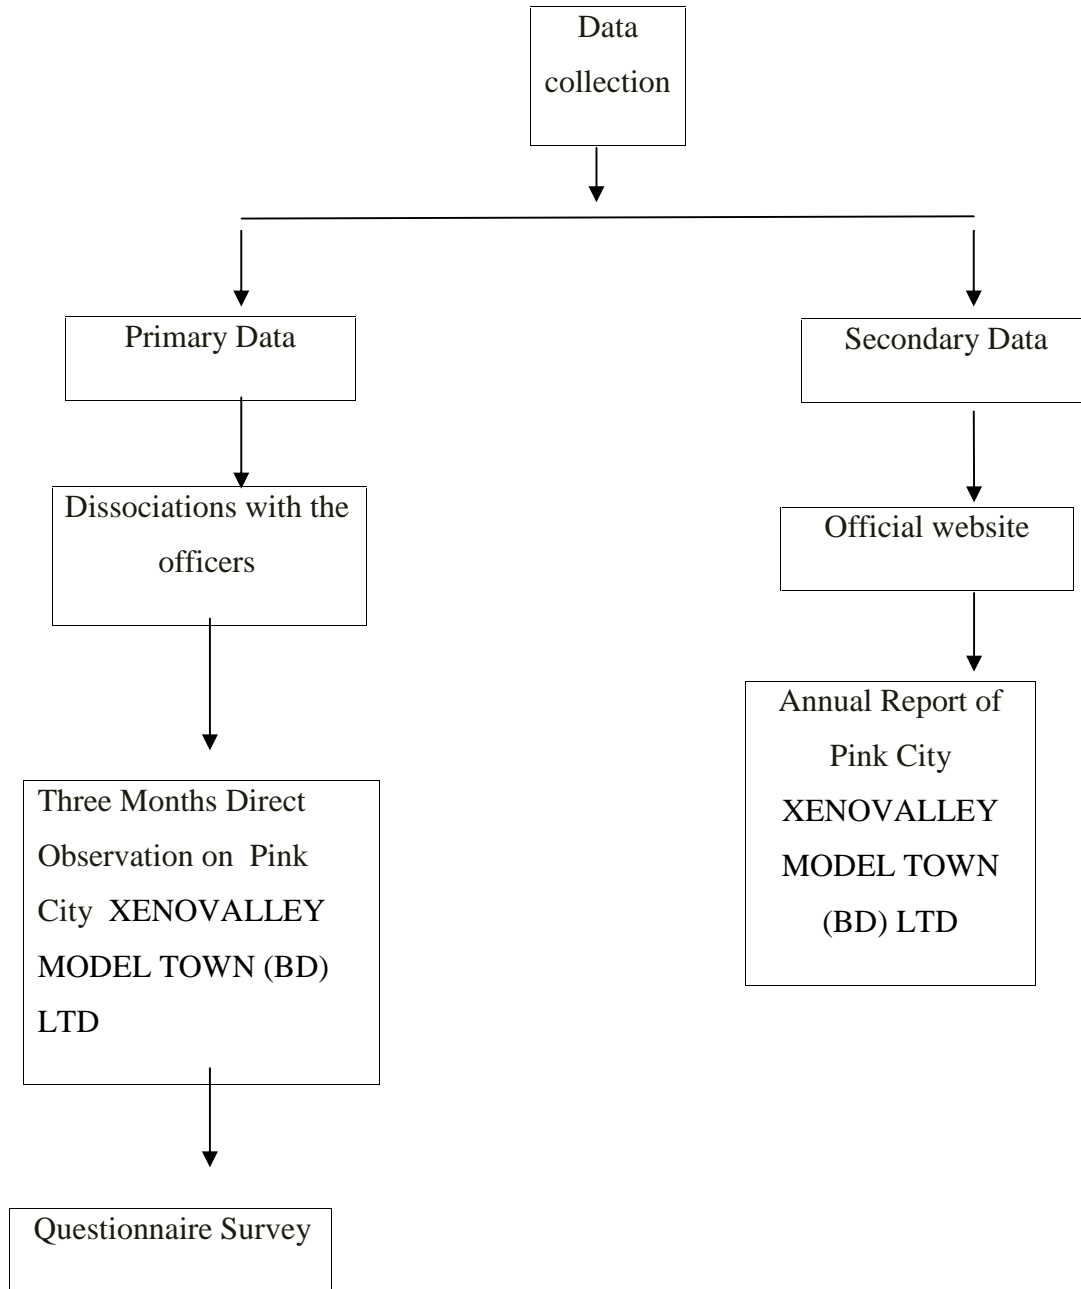 Data
collection
Primary Data
Secondary Data
Dissociations with the
officers
Official website
Three Months Direct
Observation on Pink
City XENOVALLEY
MODEL TOWN (BD)
LTD
Annual Report of
Pink City
XENOVALLEY
MODEL TOWN
(BD) LTD
Questionnaire Survey